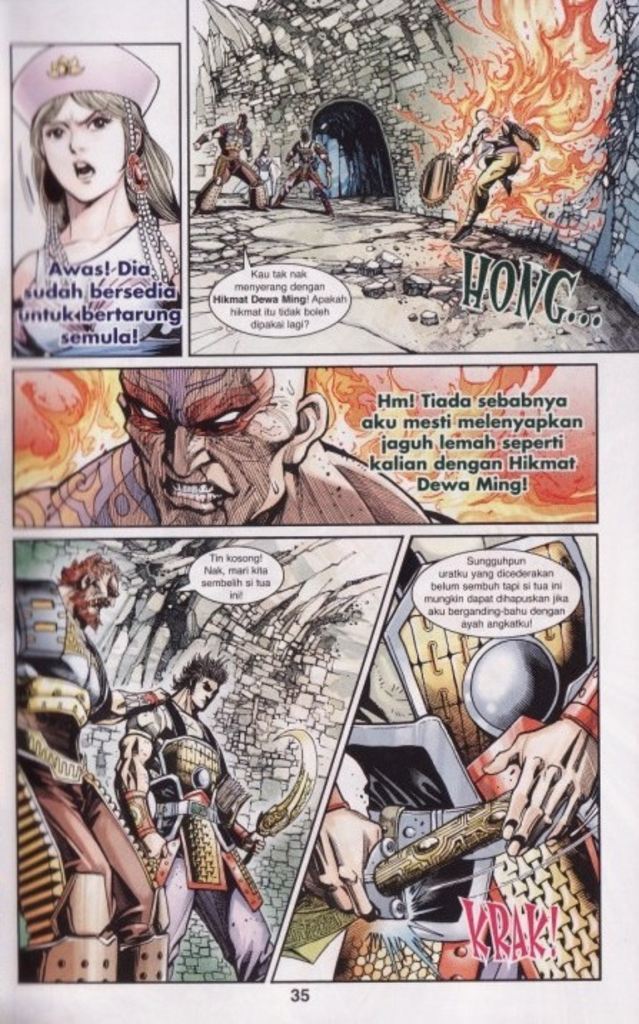 Awas! Dia
sudah bersedia
untuk bertarung
semula!
Kau tak nak
menyerang dengan
Hikmat Dewa Ming! Apakah
hikmat itu tidak boleh
dipakai lagi?
HONG...
Hm! Tiada sebabnya
aku mesti melenyapkan
jaguh lemah seperti
kalian dengan Hikmat
Dewa Ming!
Tin kosong!
Nak, mari kita
sembelih si tua
ini!
Sungguhpun
uratku yang dicederakan
belum sembuh tapi si tua ini
mungkin dapat dihapuskan jika
aku berganding-bahu dengan
ayah angkatku!
KRAK!
35